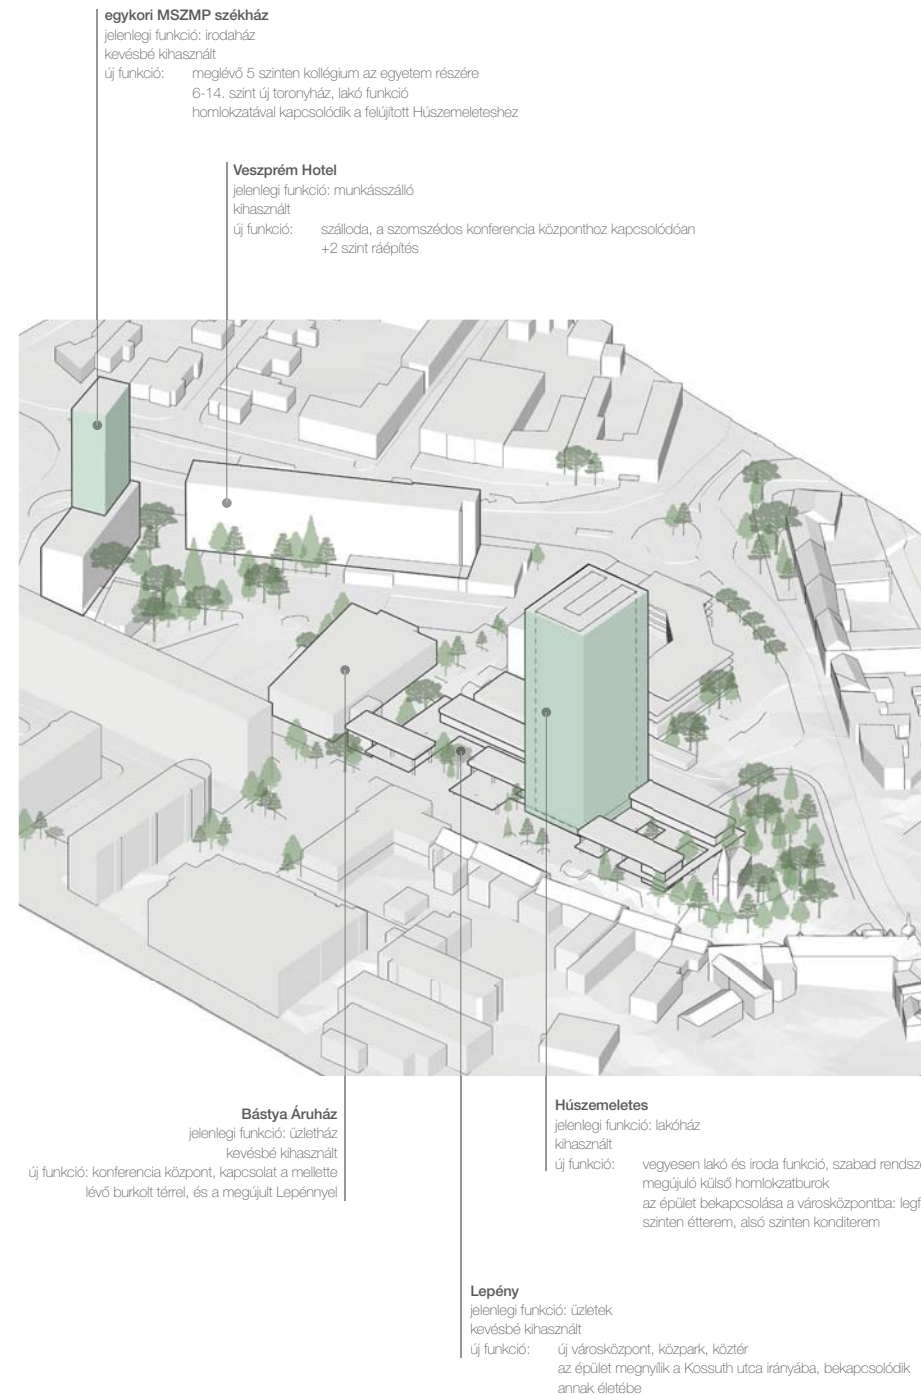 egykori MSZMP székház
jelenlegi funkció: irodaház
kevésbé kihasznált
új funkció: meglévő 5 szinten kollégium az egyetem részére
6-14. szint új toronyház, lakó funkció
homlokzatával kapcsolódik a felújított Húszemeleteshez
Veszprém Hotel
jelenlegi funkció: munkásszálló
kihasznált
új funkció: szálloda, a szomszédos konferencia központhoz kapcsolódóan
+2 szint ráépítés
Bástya Áruház
jelenlegi funkció: üzletház
kevésbé kihasznált
új funkció: konferencia központ, kapcsolat a mellette
lévő burkolt térrel, és a megújult Lepénnyel
Húszemeletes
jelenlegi funkció: lakóház
kihasznált
új funkció: vegyesen lakó és iroda funkció, szabad rendsze
megújuló külső homlokzatburok
az épület bekapcsolása a városközpontba: legf
szinten étterem, alsó szinten konditerem
Lepény
jelenlegi funkció: üzletek
kevésbé kihasznált
új funkció: új városközpont, közpark, köztér
az épület megnyílik a Kossuth utca irányába, bekapcsolódik
annak életébe